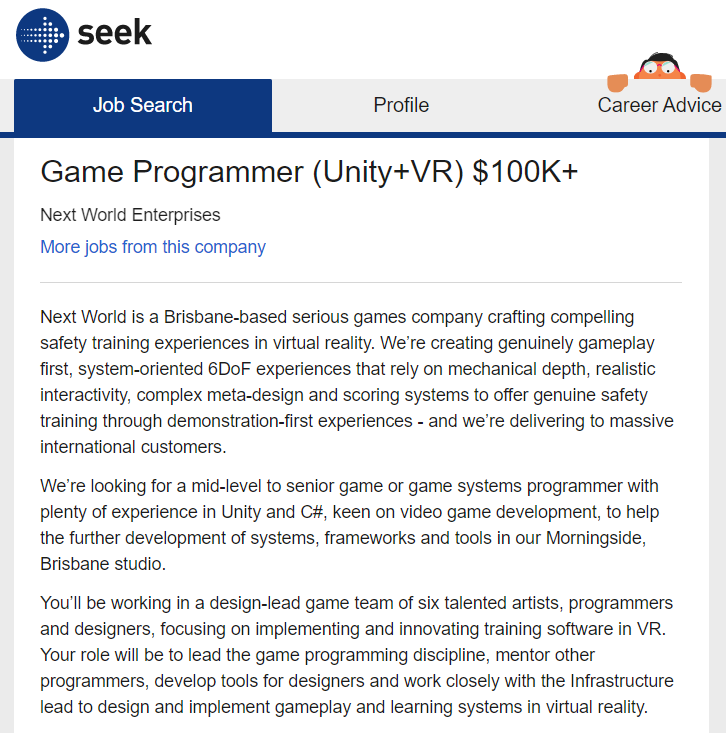 seek
Job Search
Profile
Career Advice
Game Programmer (Unity+VR) $100K+
Next World Enterprises
More jobs from this company
Next World is a Brisbane-based serious games company crafting compelling
safety training experiences in virtual reality. We’re creating genuinely gameplay
first, system-oriented 6DoF experiences that rely on mechanical depth, realistic
interactivity, complex meta-design and scoring systems to offer genuine safety
training through demonstration-first experiences - and we’re delivering to massive
international customers.
We’re looking for a mid-level to senior game or game systems programmer with
plenty of experience in Unity and C#, keen on video game development, to help
the further development of systems, frameworks and tools in our Morningside,
Brisbane studio.
You’ll be working in a design-lead game team of six talented artists, programmers
and designers, focusing on implementing and innovating training software in VR.
Your role will be to lead the game programming discipline, mentor other
programmers, develop tools for designers and work closely with the Infrastructure
lead to design and implement gameplay and learning systems in virtual reality.